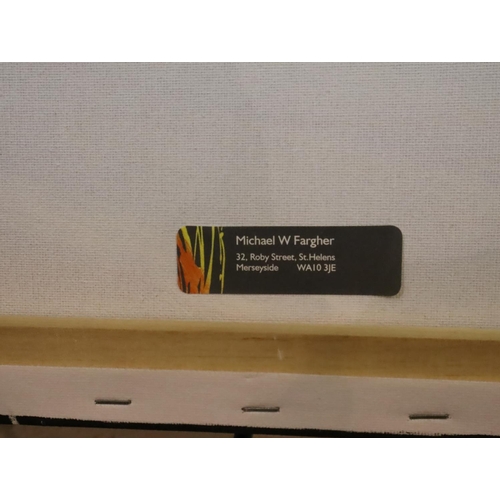 Michael W Fargher
32, Roby Street, St.Helens
Merseyside WA10 3JE